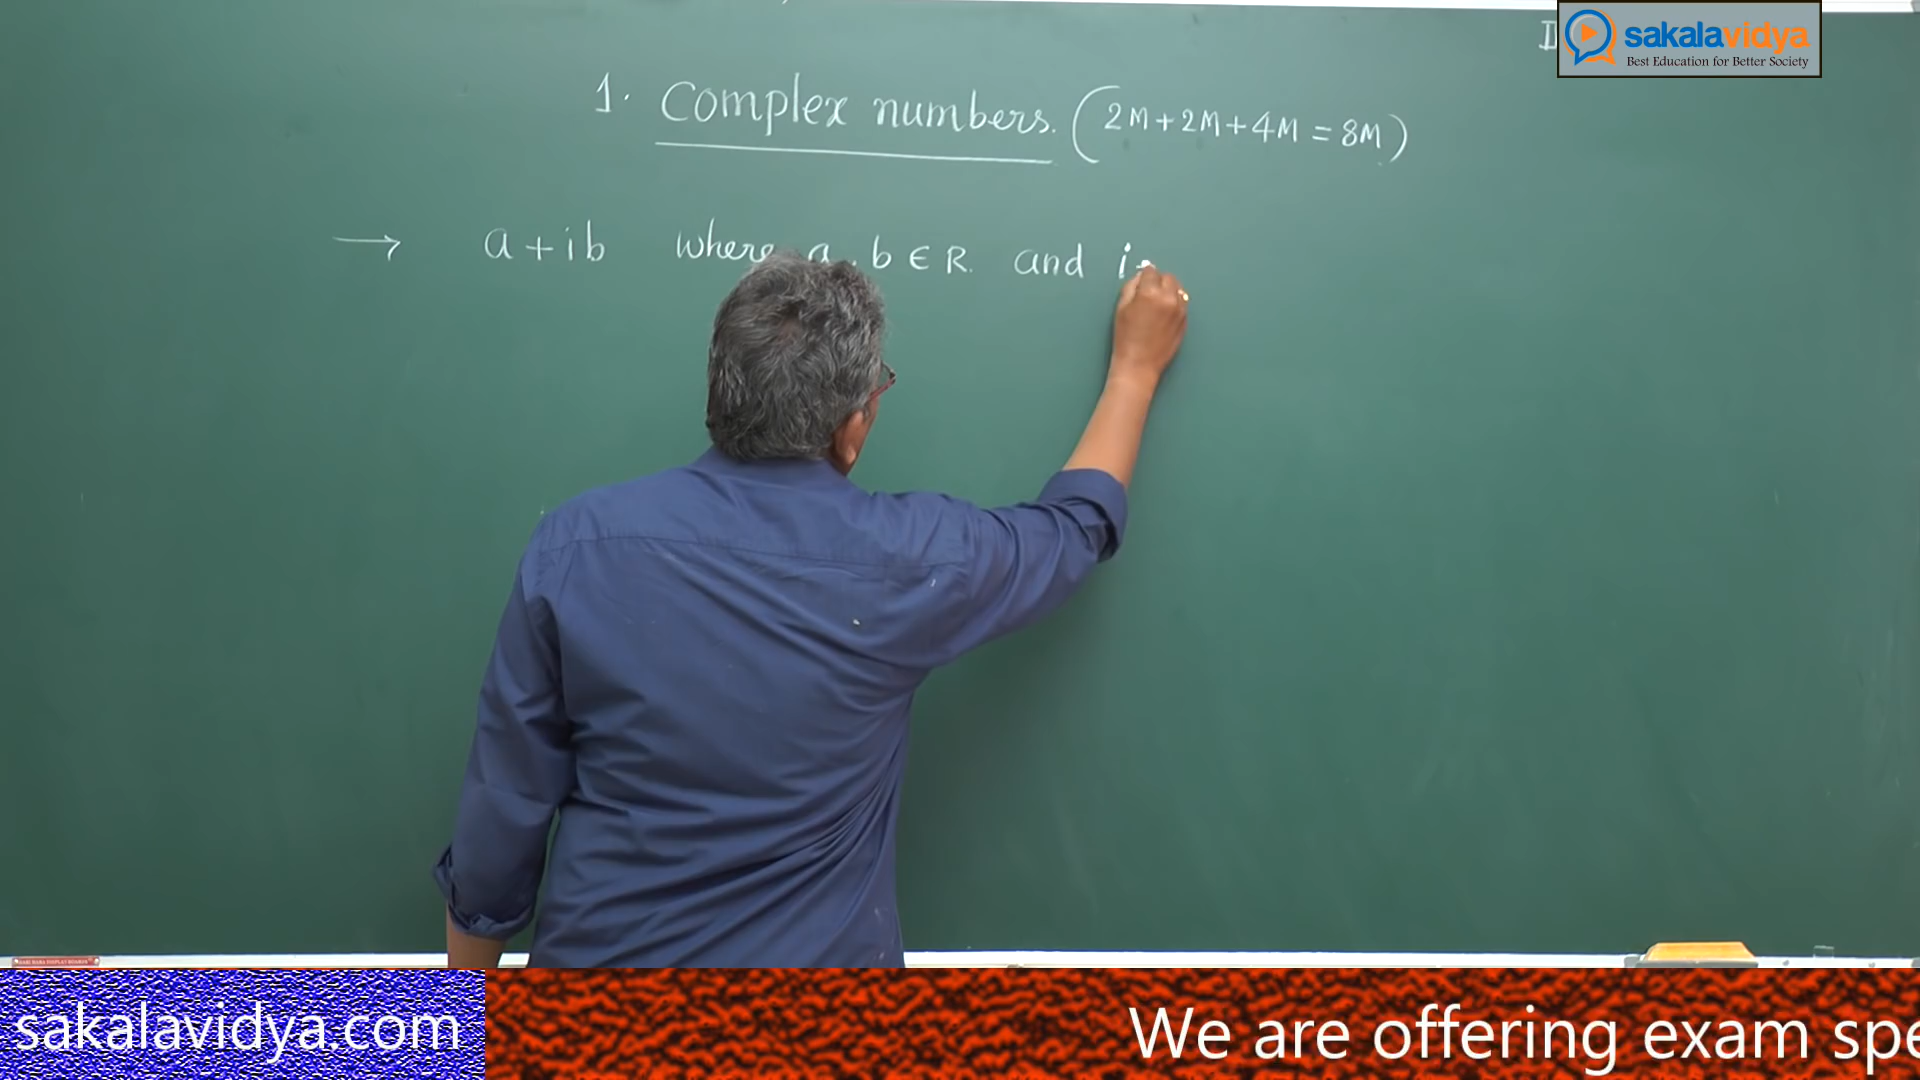 sakalavidya
Best Education for Better Society
1. Complex numbers. (2M+2M+4M = 8M)
→ a+ib where a, b ∈ R. and i
sakalavidya.com
We are offering exam spe